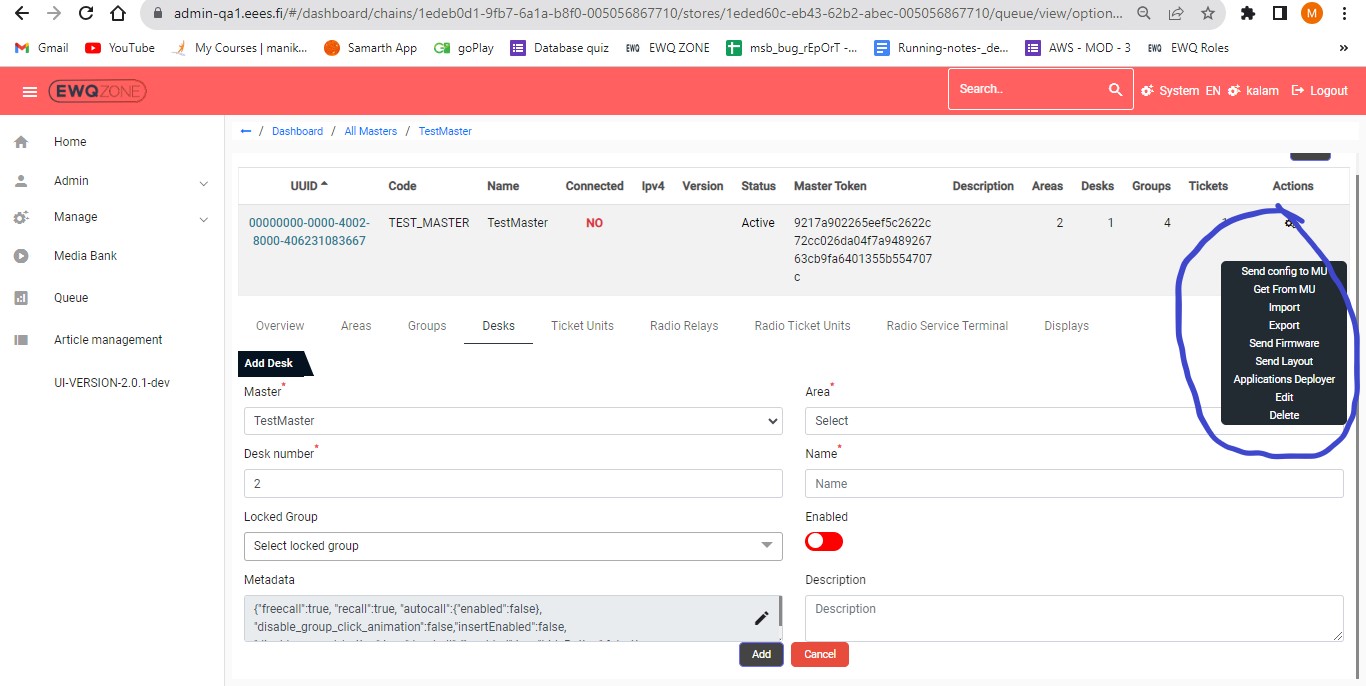 admin-qa1.eees.fi/#/dashboard/chains/1edeb0d1-9fb7-6a1a-b8f0-005056867710/stores/1eded60c-eb43-62b2-abec-005056867710/queue/view/option...
M
Gmail YouTube My Courses | manik... Samarth App goPlay Database quiz EWQ EWQ ZONE msb_bug_rEpOrT -... Running-notes-_de... AWS - MOD - 3 EWQ EWQ Roles »
EWQZONE Search.. System EN kalam Logout
Home
Admin
Manage
Media Bank
Queue
Article management
UI-VERSION-2.0.1-dev
← / Dashboard / All Masters / TestMaster
UUID Code Name Connected Ipv4 Version Status Master Token Description Areas Desks Groups Tickets Actions
00000000-0000-4002-8000-406231083667 TEST_MASTER TestMaster NO Active 9217a902265eef5c2622c 2 1 4 1
72cc026da04f7a9489267
63cb9fa6401355b554707
c
Send config to MU
Get From MU
Import
Export
Send Firmware
Send Layout
Applications Deployer
Edit
Delete
Overview Areas Groups Desks Ticket Units Radio Relays Radio Ticket Units Radio Service Terminal Displays
Add Desk
Master* Area*
TestMaster Select
Desk number* Name*
2 Name
Locked Group Enabled
Select locked group
Metadata Description
{"freecall":true, "recall":true, "autocall":{"enabled":false}, Description
"disable_group_click_animation":false,"insertEnabled":false,
Add Cancel